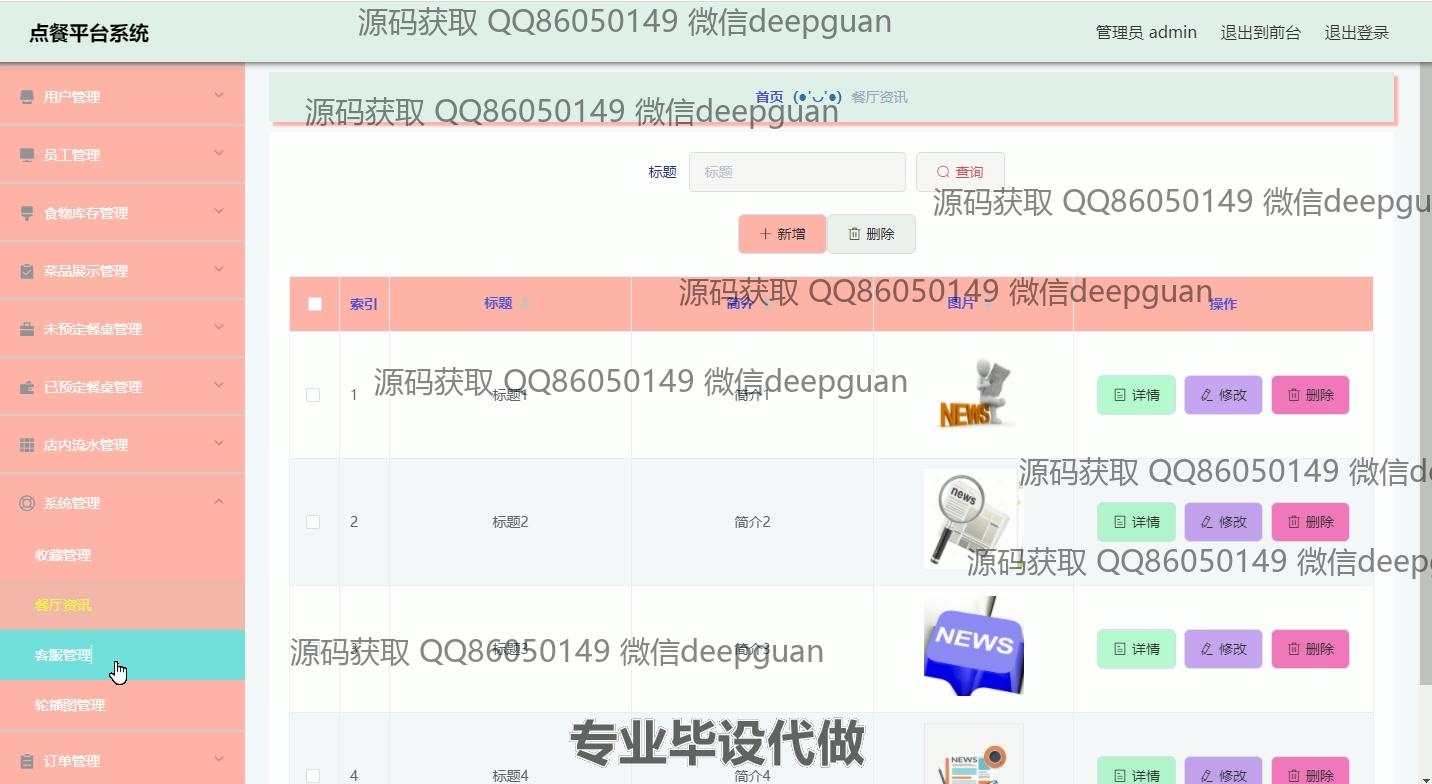 点餐平台系统
源码获取 QQ86050149 微信deepguan
管理员 admin 退出到前台 退出登录
用户管理
首页 (●'◡'●) 餐厅资讯
源码获取 QQ86050149 微信deepguan
员工管理
标题 标题 查询
食物库存管理
源码获取 QQ86050149 微信deepgu
新增 删除
菜品展示管理
源码获取 QQ86050149 微信deepguan
索引 标题 简介 图片 操作
未预定餐桌管理
已预定餐桌管理
源码获取 QQ86050149 微信deepguan
1 标题1 简介1 NEWS 详情 修改 删除
店内流水管理
源码获取 QQ86050149 微信de
系统管理
2 标题2 简介2 news 详情 修改 删除
收藏管理
源码获取 QQ86050149 微信deep
餐厅资讯
客服管理
3 标题3 简介3 NEWS 详情 修改 删除
源码获取 QQ86050149 微信deepguan
轮播图管理
专业毕设代做
订单管理
4 标题4 简介4 NEWS 详情 修改 删除